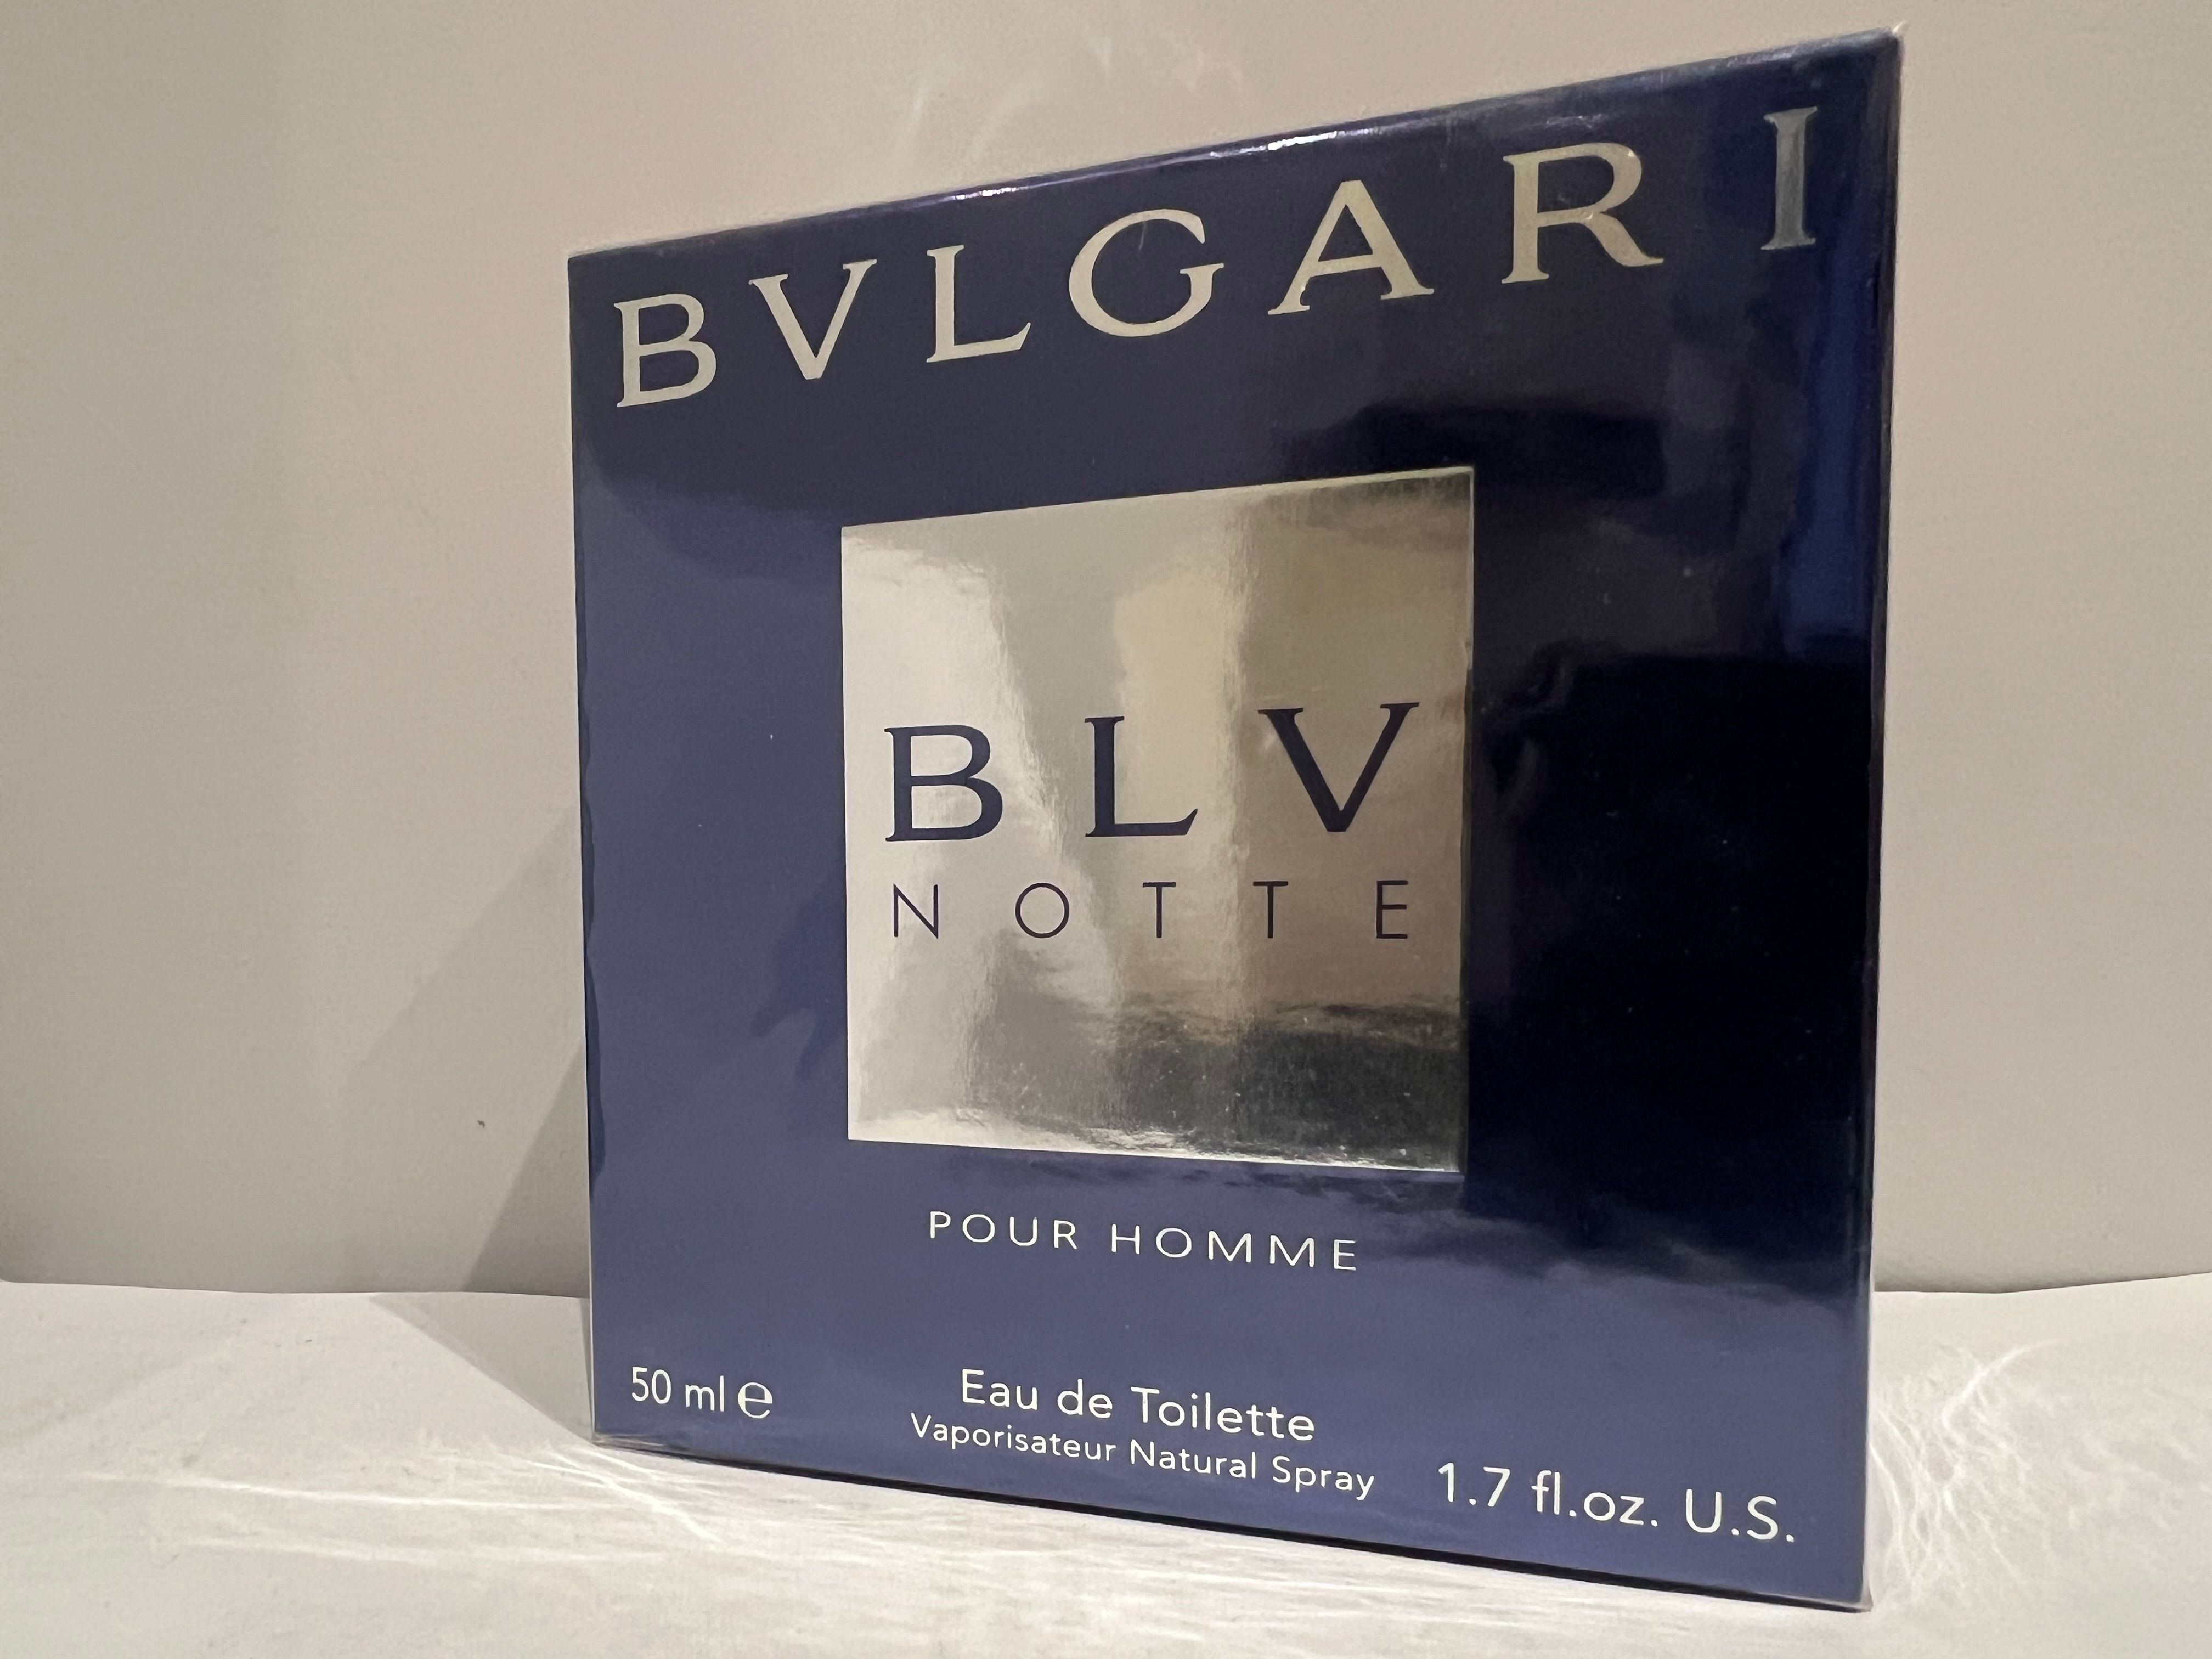 BVLGARI
BLV
NOTTE
POUR HOMME
50 ml ℮
Eau de Toilette
Vaporisateur Natural Spray
1.7 fl.oz. U.S.